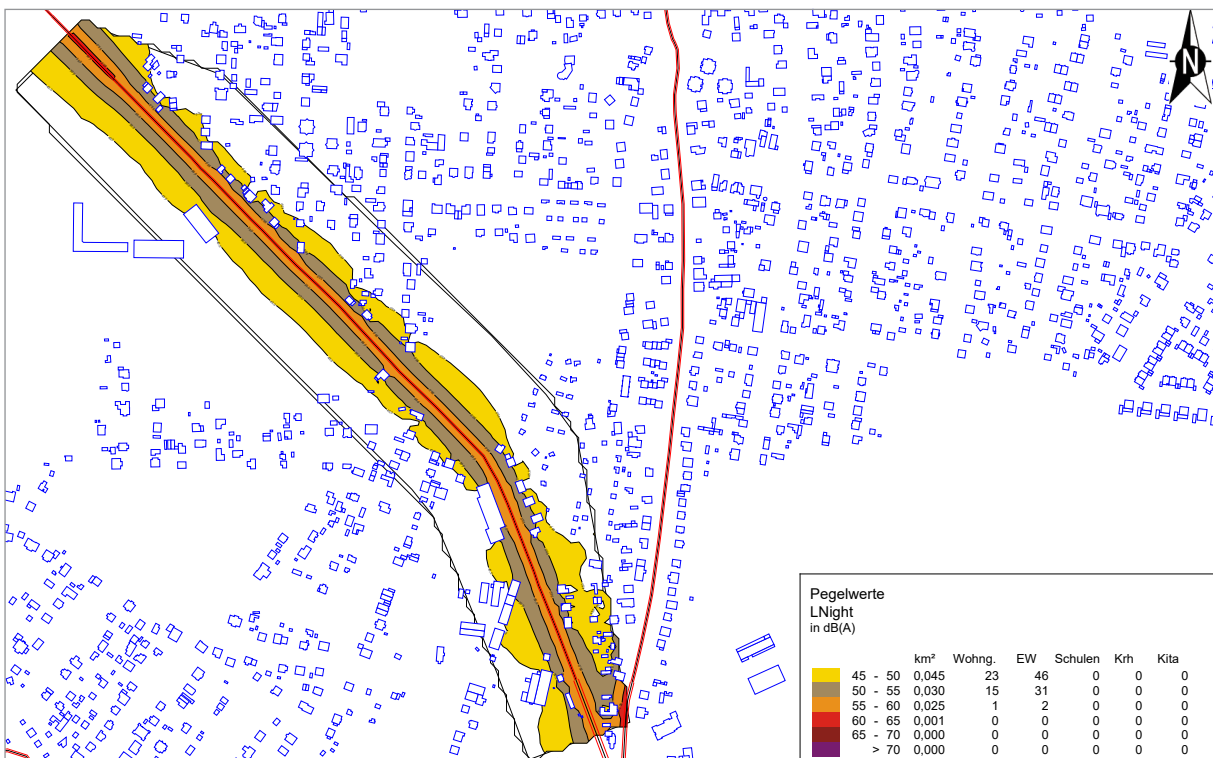 N
Pegelwerte
LNight
in dB(A)
km² Wohng. EW Schulen Krh Kita
45 - 50 0,045 23 46 0 0 0
50 - 55 0,030 15 31 0 0 0
55 - 60 0,025 1 2 0 0 0
60 - 65 0,001 0 0 0 0 0
65 - 70 0,000 0 0 0 0 0
> 70 0,000 0 0 0 0 0